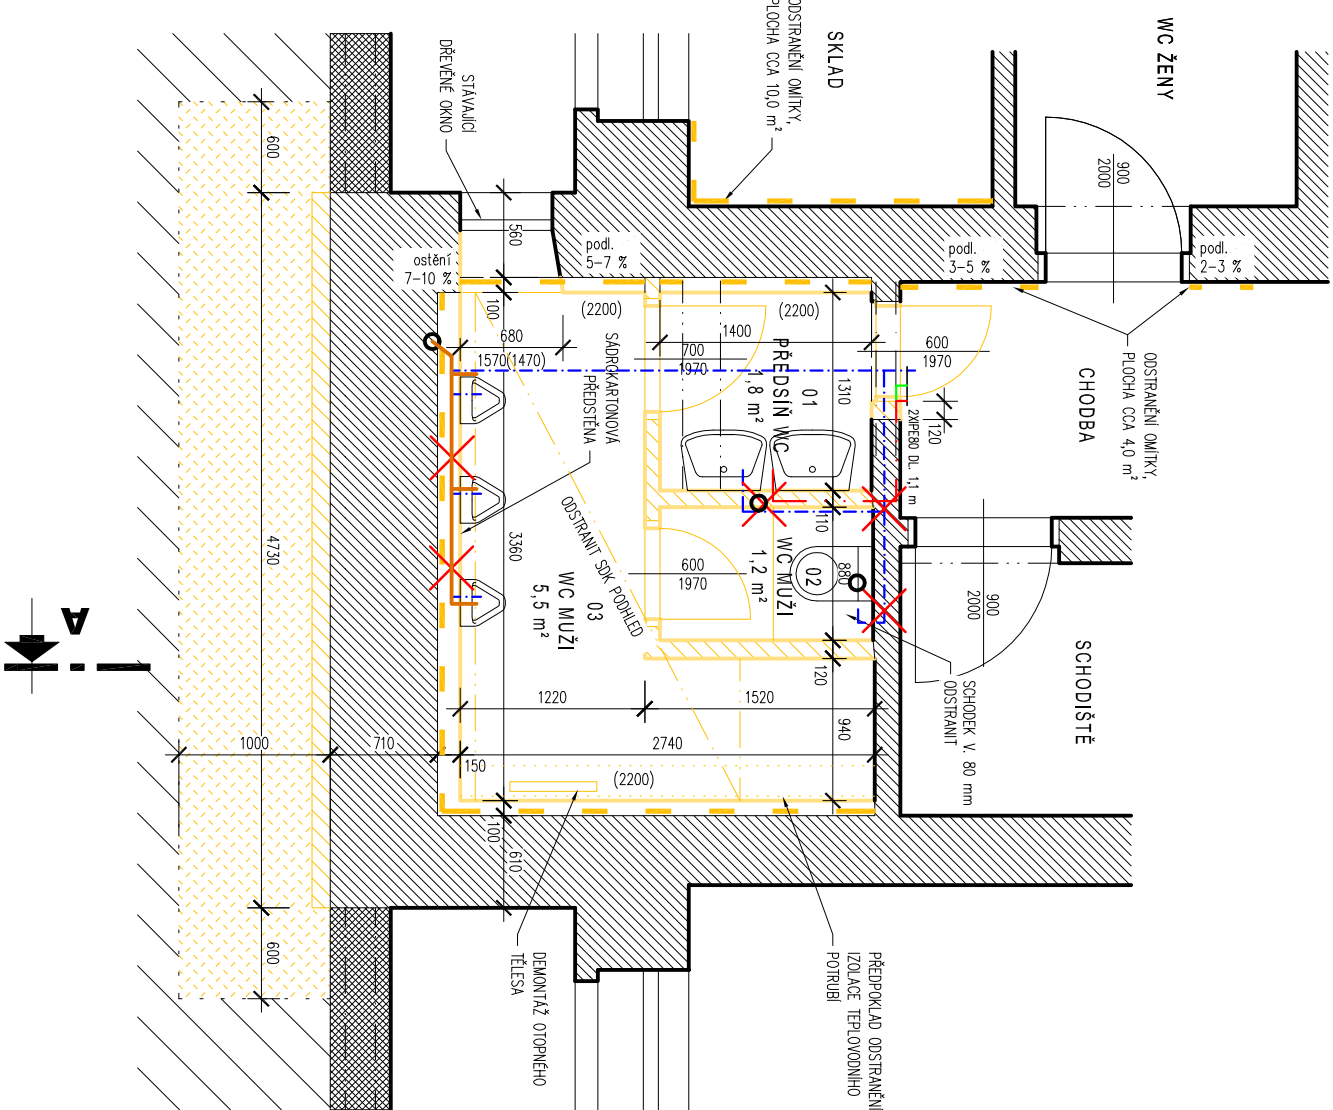 ODSTRANĚNÍ OMÍTKY,
PLOCHA CCA 10,0 m²
SKLAD
WC ŽENY
STÁVAJÍCÍ
DŘEVĚNÉ OKNO
900
2000
600
560
ostění
7-10 %
podl.
5-7 %
podl.
3-5 %
podl.
2-3 %
ODSTRANĚNÍ OMÍTKY,
PLOCHA CCA 4,0 m²
CHODBA
100
680
1570(1470)
(2200)
SÁDROKARTONOVÁ
PŘEDSTĚNA
1400
(2200)
700
1970
600
1970
01
PŘEDSÍŇ WC
1,8 m²
1310
120
2XIPE80 DL. 1,1 m
110
ODSTRANIT SDK PODHLED
3360
03
WC MUŽI
5,5 m²
600
1970
02
WC MUŽI
1,2 m²
880
900
2000
SCHODIŠTĚ
SCHODEK V. 80 mm
ODSTRANIT
4730
A
120
1220
1520
940
1000
710
2740
150
(2200)
100
610
600
DEMONTÁŽ OTOPNÉHO
TĚLESA
PŘEDPOKLAD ODSTRANĚNÍ
IZOLACE TEPLOVODNÍHO
POTRUBÍ